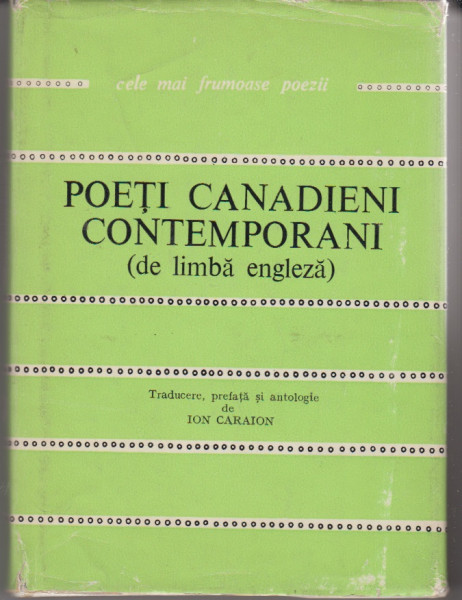 cele mai frumoase poezii
POEȚI CANADIENI
CONTEMPORANI
(de limbă engleză)
Traducere, prefață și antologie
de
ION CARAION